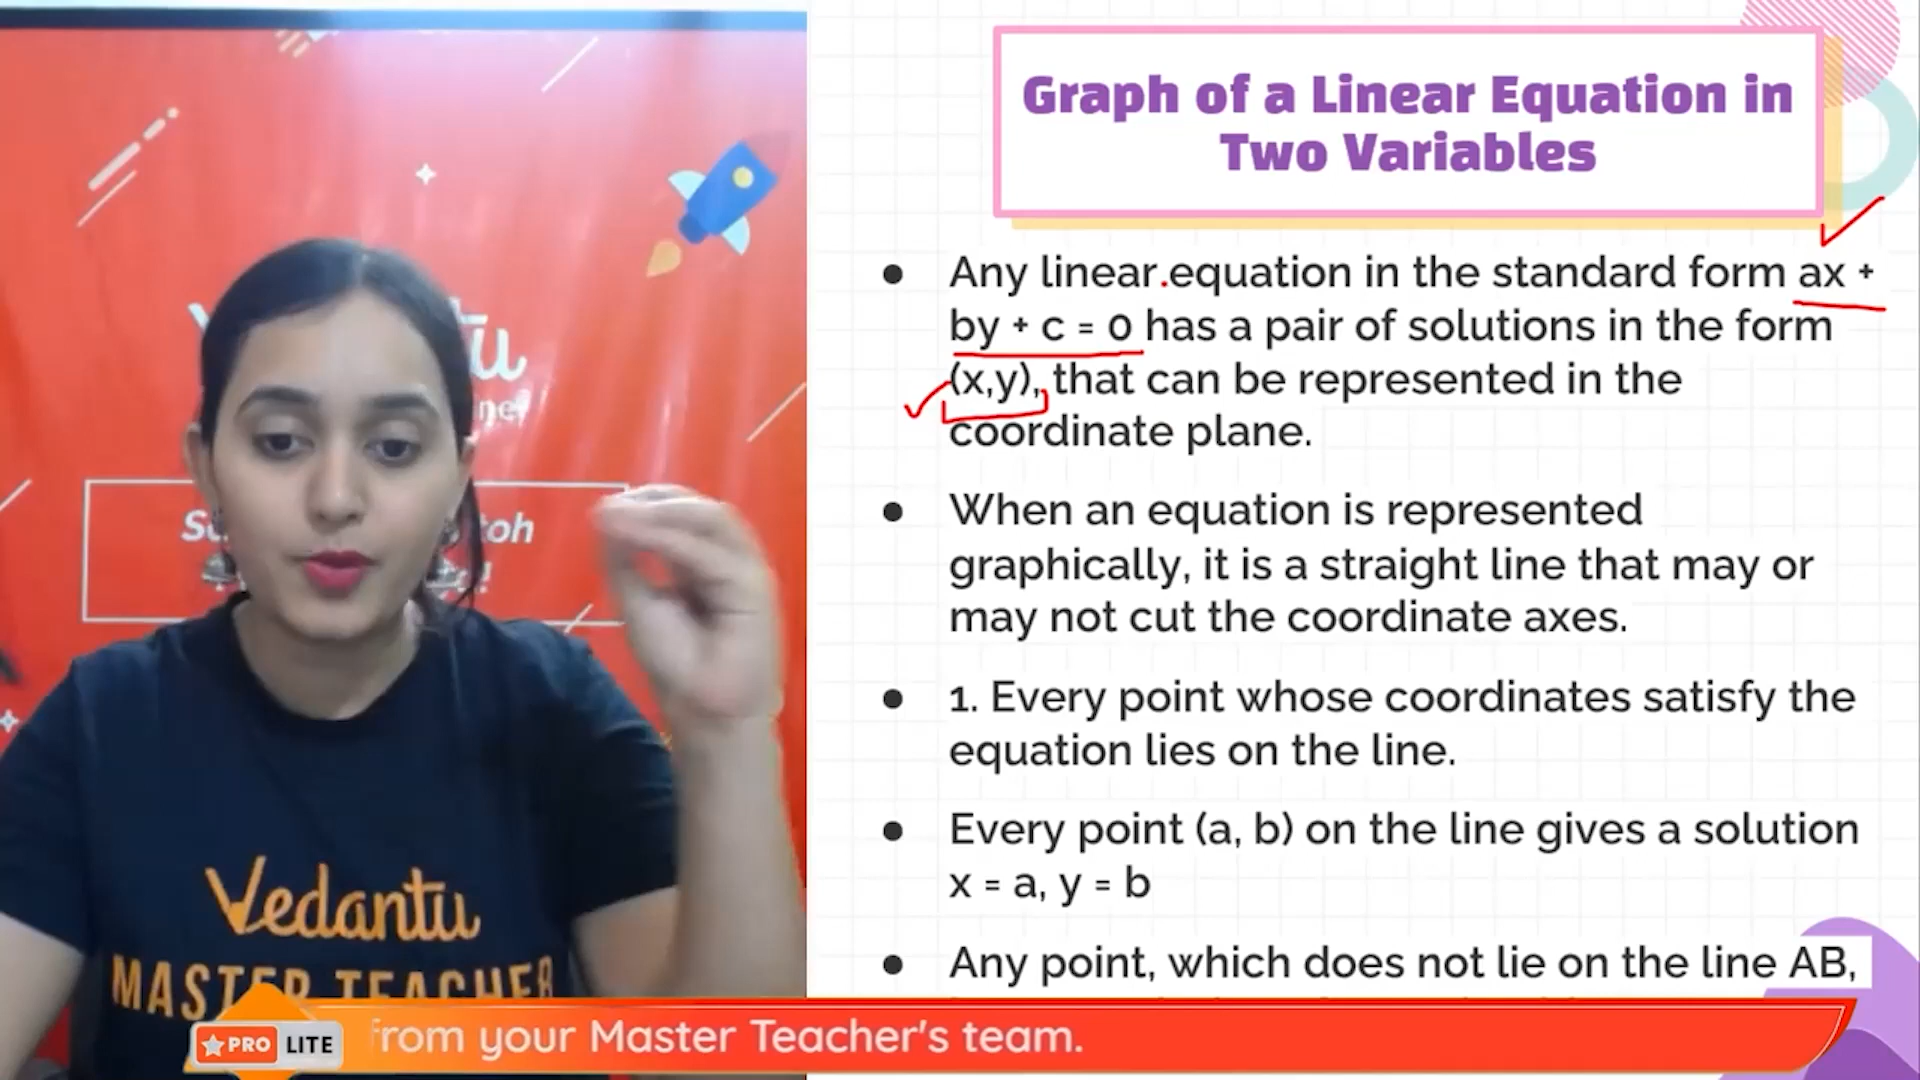 Graph of a Linear Equation in
Two Variables
● Any linear equation in the standard form ax +
by + c = 0 has a pair of solutions in the form
(x,y), that can be represented in the
coordinate plane.
● When an equation is represented
graphically, it is a straight line that may or
may not cut the coordinate axes.
● 1. Every point whose coordinates satisfy the
equation lies on the line.
● Every point (a, b) on the line gives a solution
x = a, y = b
● Any point, which does not lie on the line AB,
toh
Vedantu
MASTER TEACHER
PRO LITE
from your Master Teacher's team.